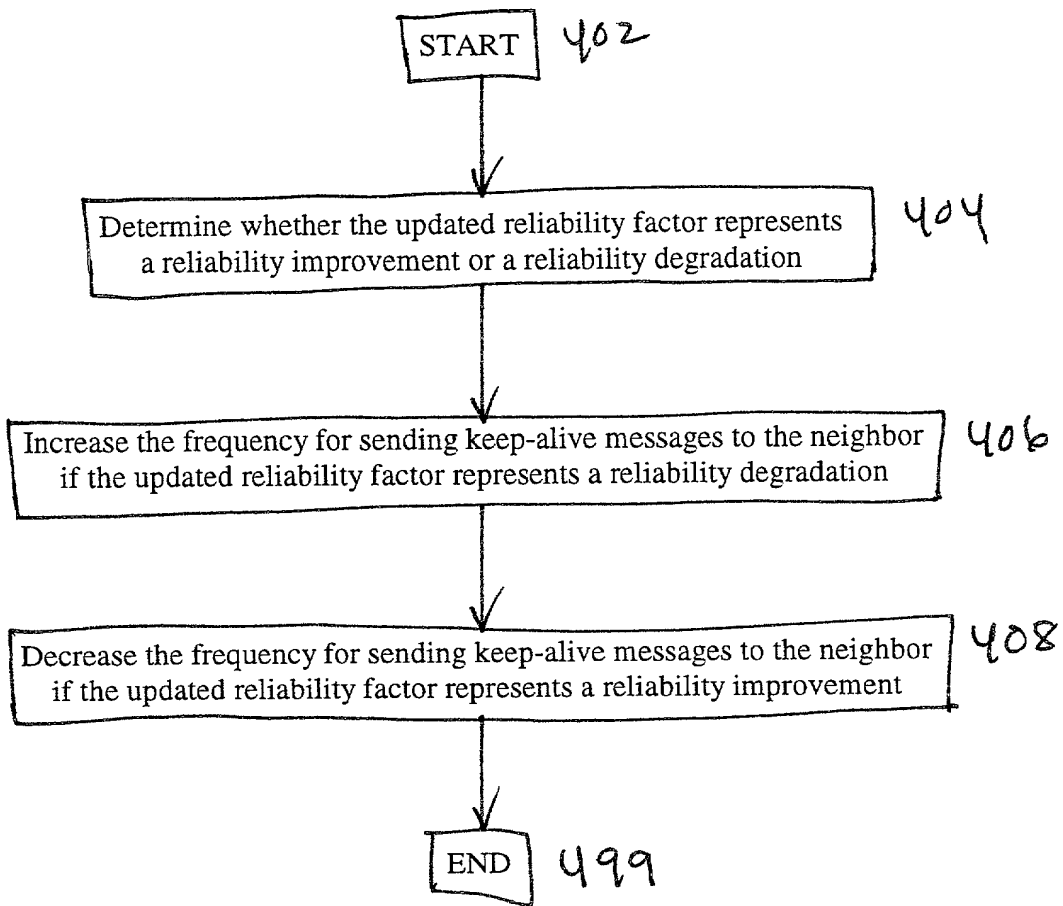 START 402
Determine whether the updated reliability factor represents 404
a reliability improvement or a reliability degradation
Increase the frequency for sending keep-alive messages to the neighbor 406
if the updated reliability factor represents a reliability degradation
Decrease the frequency for sending keep-alive messages to the neighbor 408
if the updated reliability factor represents a reliability improvement
END 499